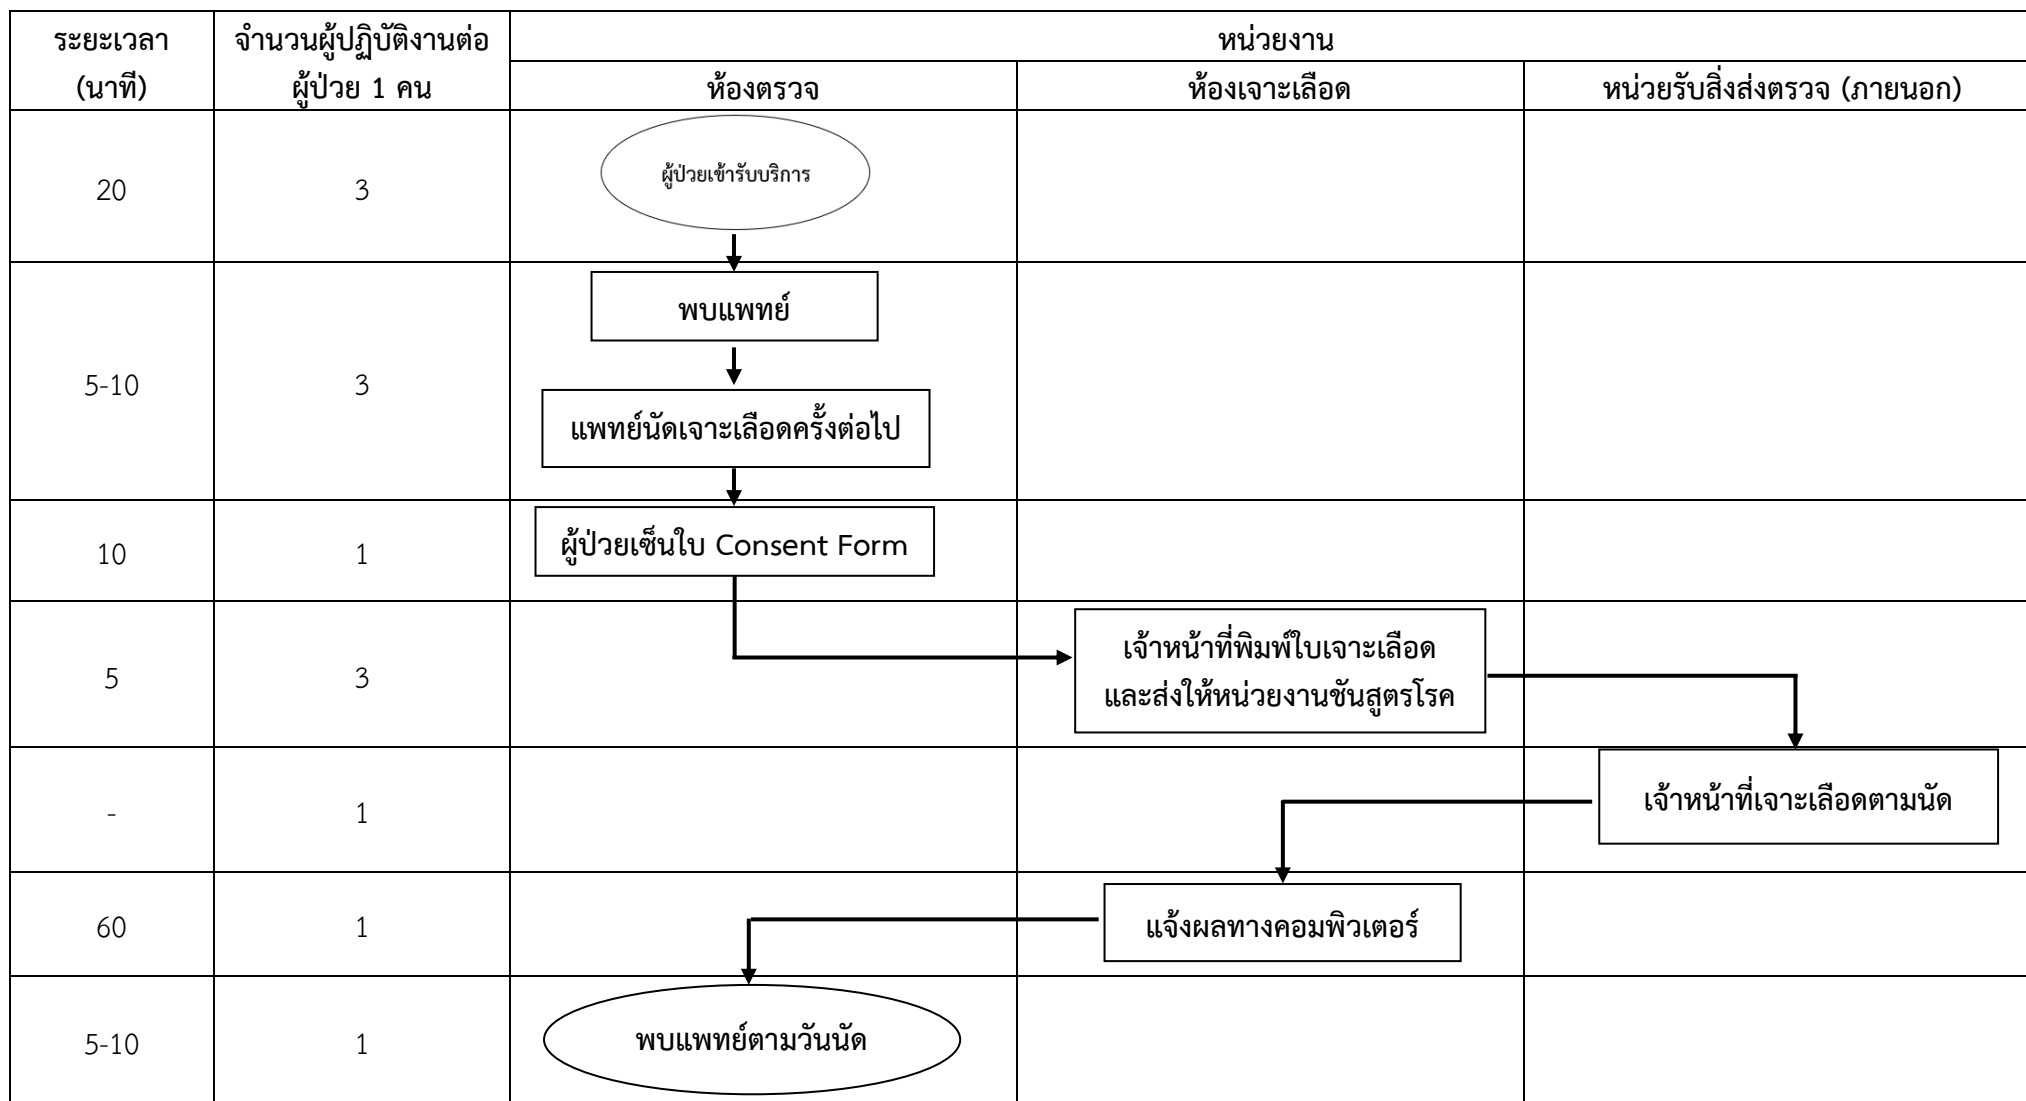 ระยะเวลา
(นาที)
จำนวนผู้ปฏิบัติงานต่อ
ผู้ป่วย 1 คน
หน่วยงาน
ห้องตรวจ
ห้องเจาะเลือด
หน่วยรับสิ่งส่งตรวจ (ภายนอก)
20
3
ผู้ป่วยเข้ารับบริการ
5-10
3
พบแพทย์
แพทย์นัดเจาะเลือดครั้งต่อไป
10
1
ผู้ป่วยเซ็นใบ Consent Form
5
3
เจ้าหน้าที่พิมพ์ใบเจาะเลือด
และส่งให้หน่วยงานชันสูตรโรค
-
1
เจ้าหน้าที่เจาะเลือดตามนัด
60
1
แจ้งผลทางคอมพิวเตอร์
5-10
1
พบแพทย์ตามวันนัด